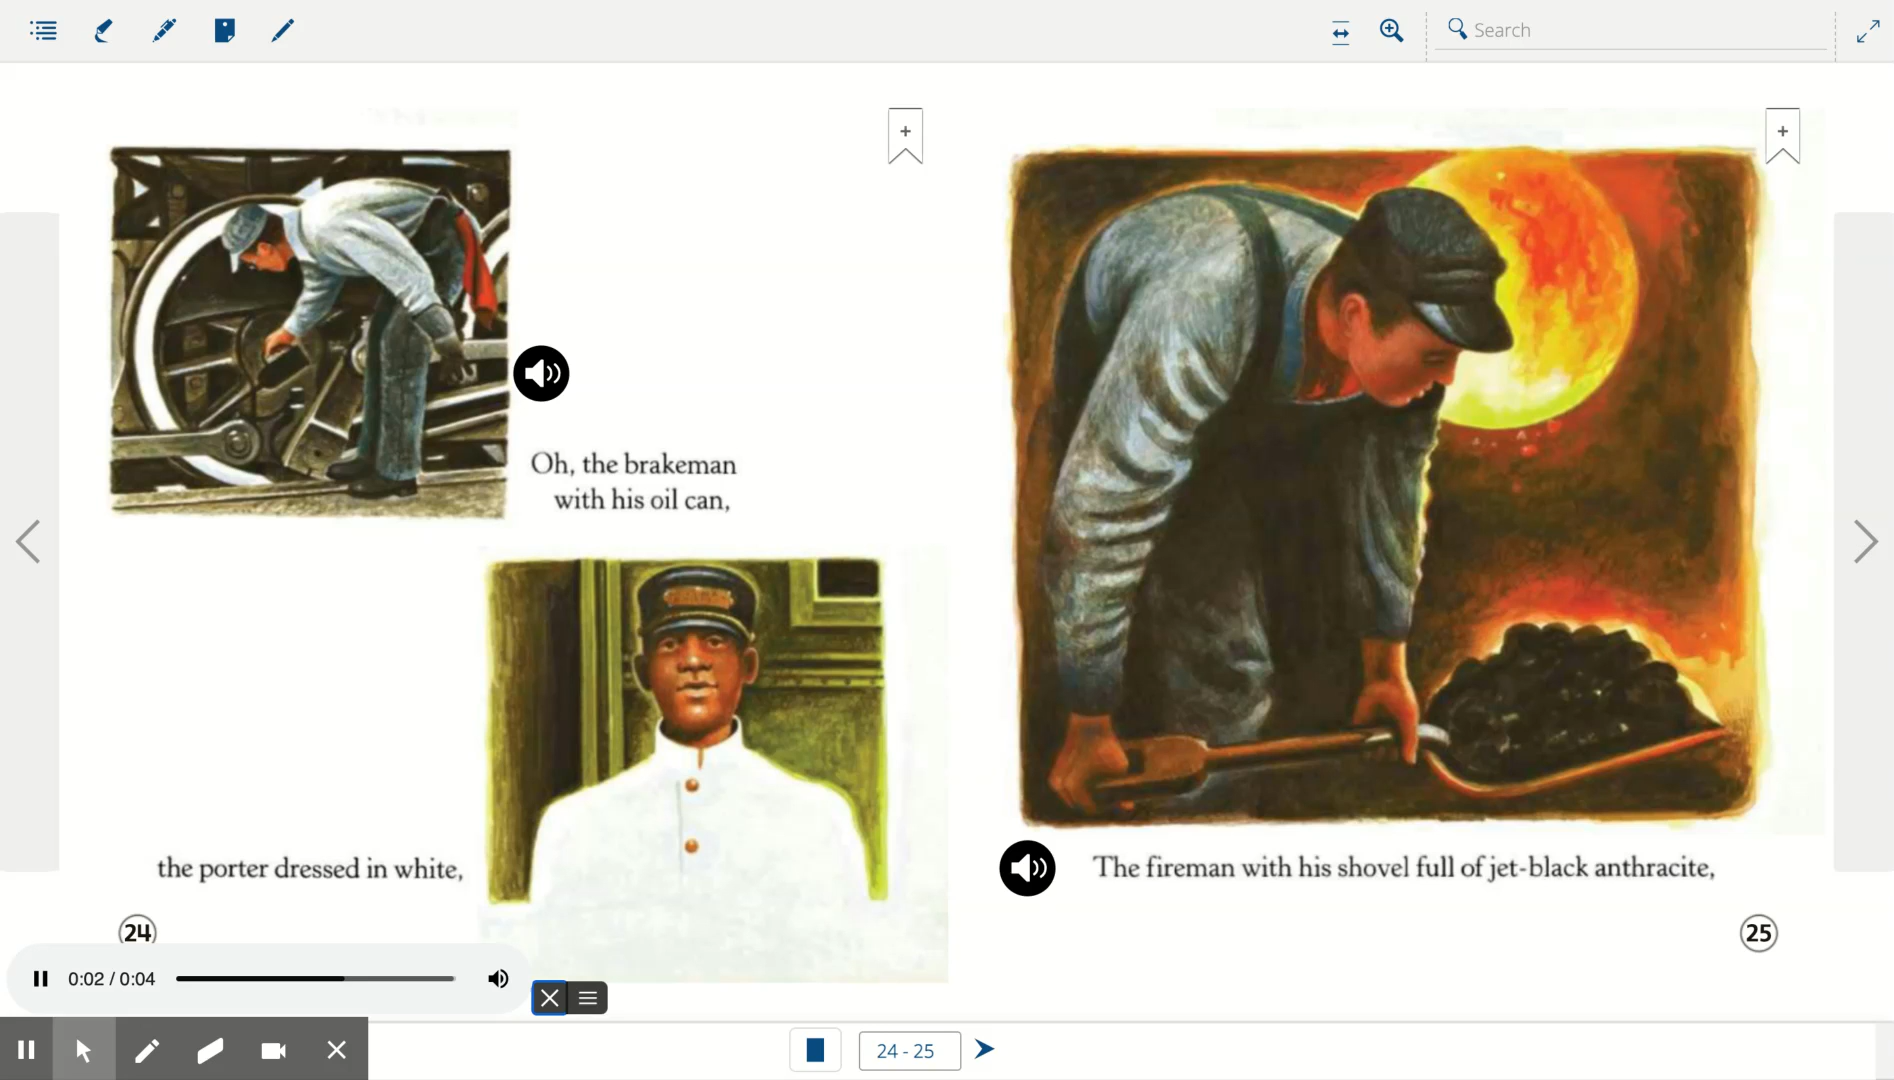 Search
Oh, the brakeman
with his oil can,
the porter dressed in white,
24
The fireman with his shovel full of jet-black anthracite,
25
0:02 / 0:04
24 - 25